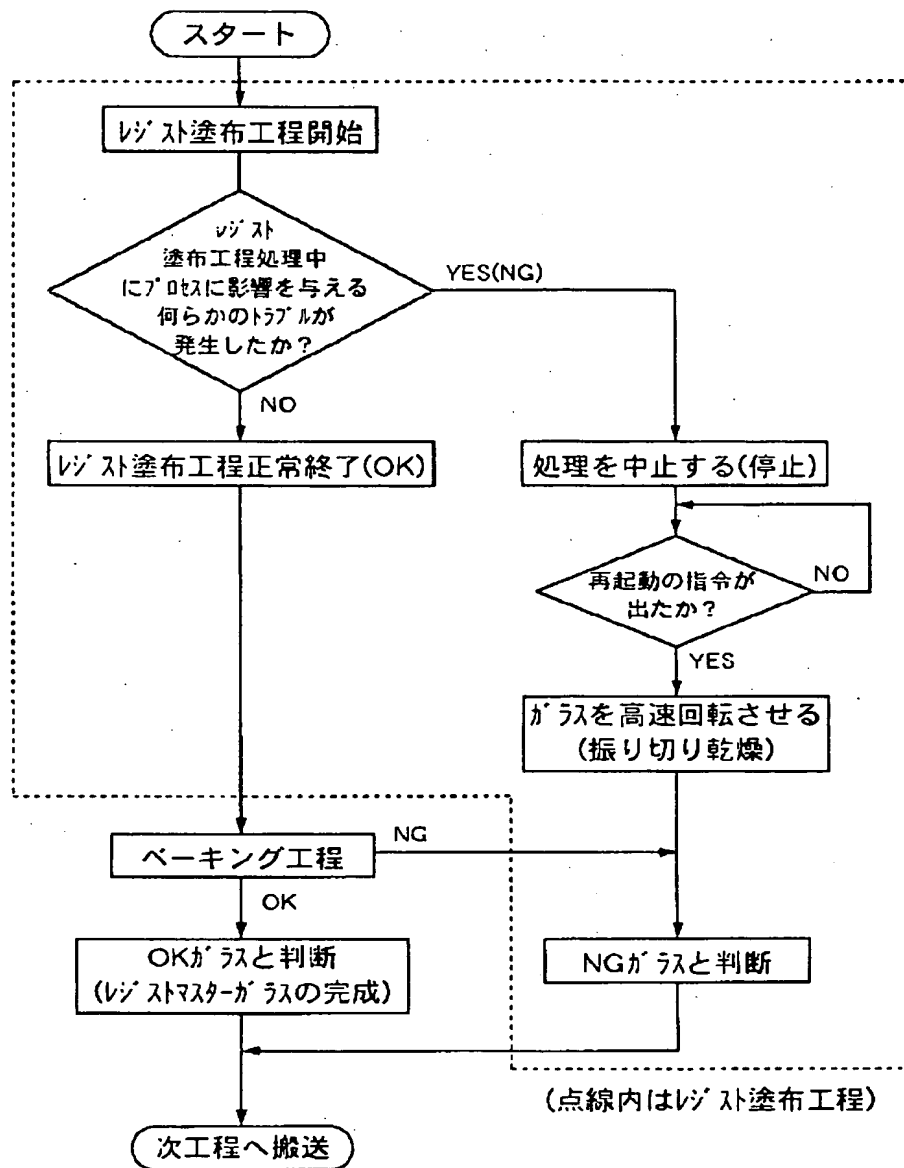 スタート
レジスト塗布工程開始
レジスト
塗布工程処理中
にプロセスに影響を与える
何らかのトラブルが
発生したか？
YES(NG)
NO
レジスト塗布工程正常終了(OK)
処理を中止する(停止)
再起動の指令が
出たか？
NO
YES
ガラスを高速回転させる
(振り切り乾燥)
ベーキング工程
NG
OK
OKガラスと判断
(レジストマスターガラスの完成)
NGガラスと判断
(点線内はレジスト塗布工程)
次工程へ搬送